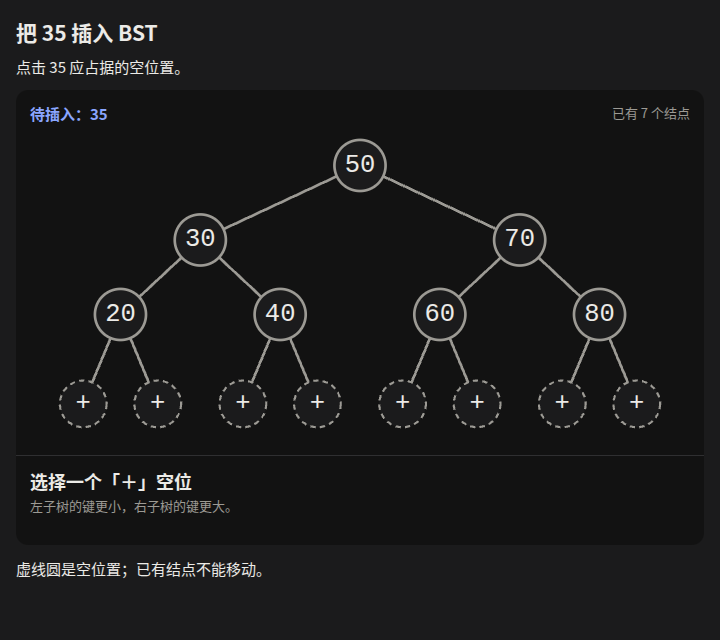 把 35 插入 BST
点击 35 应占据的空位置。
待插入：35
已有 7 个结点
50
30
70
20
40
60
80
+
+
+
+
+
+
+
+
选择一个「＋」空位
左子树的键更小，右子树的键更大。
虚线圆是空位置；已有结点不能移动。